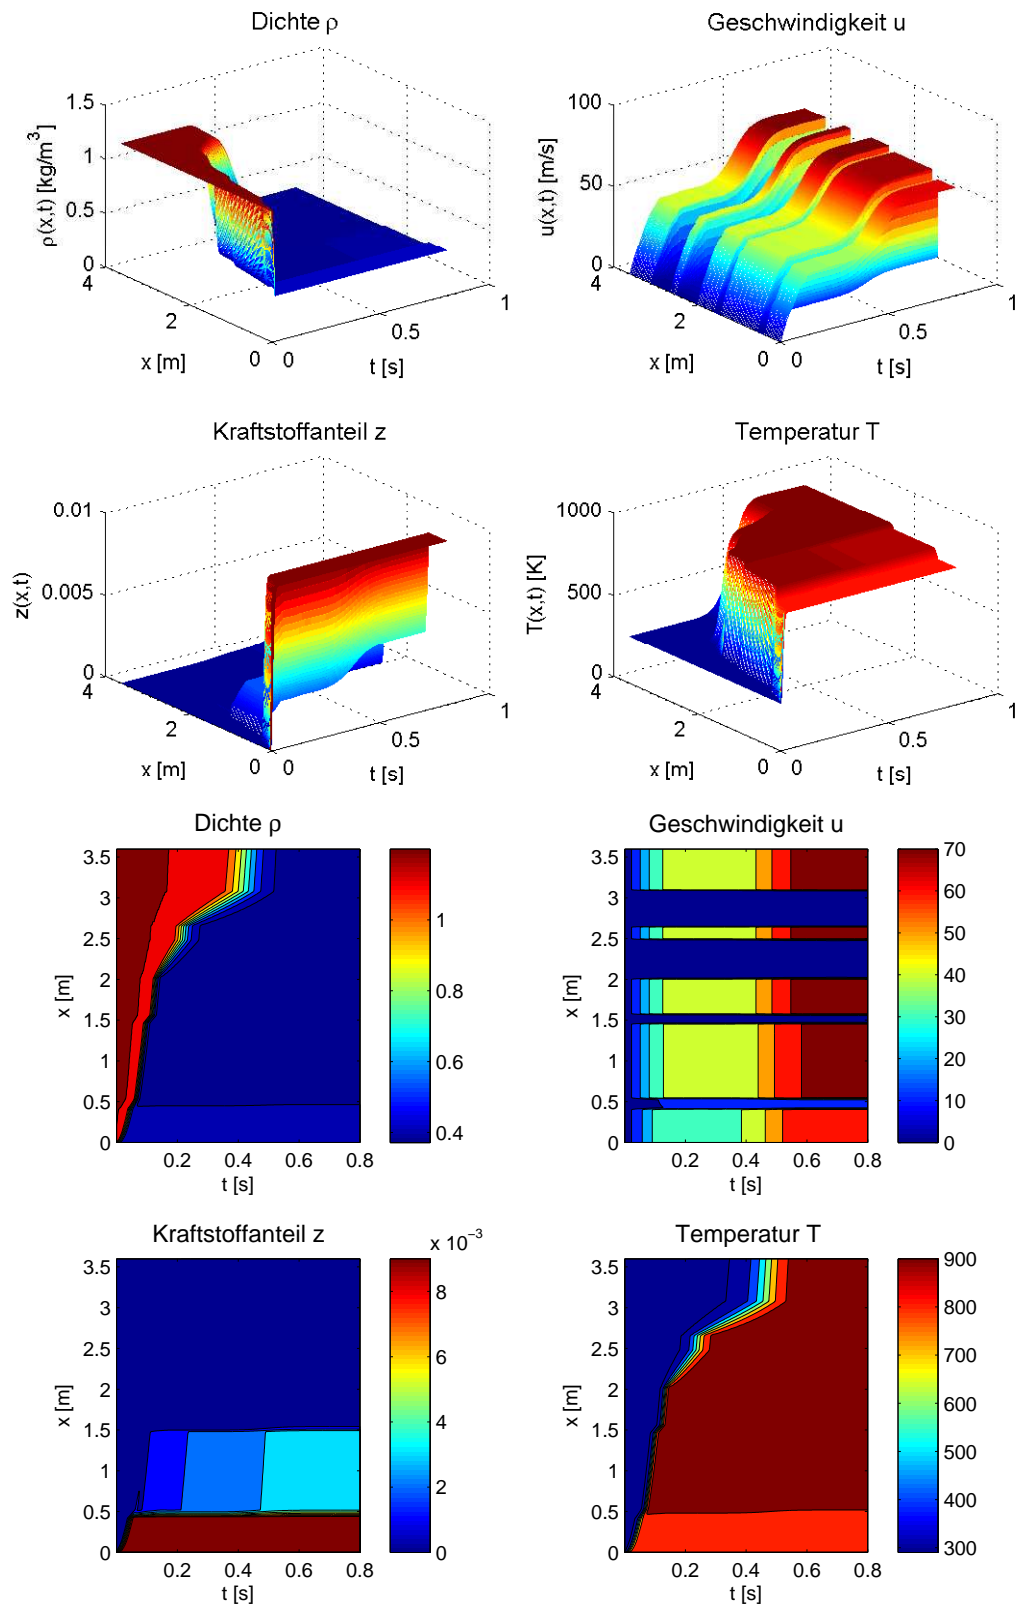 Dichte ρ
Geschwindigkeit u
1.5
1
0.5
0
ρ(x,t) [kg/m³]
4
2
0
x [m]
0
0.5
1
t [s]
100
50
0
u(x,t) [m/s]
4
2
0
x [m]
0
0.5
1
t [s]
Kraftstoffanteil z
Temperatur T
0.01
0.005
0
z(x,t)
4
2
0
x [m]
0
0.5
1
t [s]
1000
500
0
T(x,t) [K]
4
2
0
x [m]
0
0.5
1
t [s]
Dichte ρ
Geschwindigkeit u
3.5
3
2.5
2
1.5
1
0.5
0
x [m]
0.2 0.4 0.6 0.8
t [s]
1
0.8
0.6
0.4
3.5
3
2.5
2
1.5
1
0.5
0
x [m]
0.2 0.4 0.6 0.8
t [s]
70
60
50
40
30
20
10
0
Kraftstoffanteil z
x 10⁻³
Temperatur T
3.5
3
2.5
2
1.5
1
0.5
0
x [m]
0.2 0.4 0.6 0.8
t [s]
8
6
4
2
0
3.5
3
2.5
2
1.5
1
0.5
0
x [m]
0.2 0.4 0.6 0.8
t [s]
900
800
700
600
500
400
300